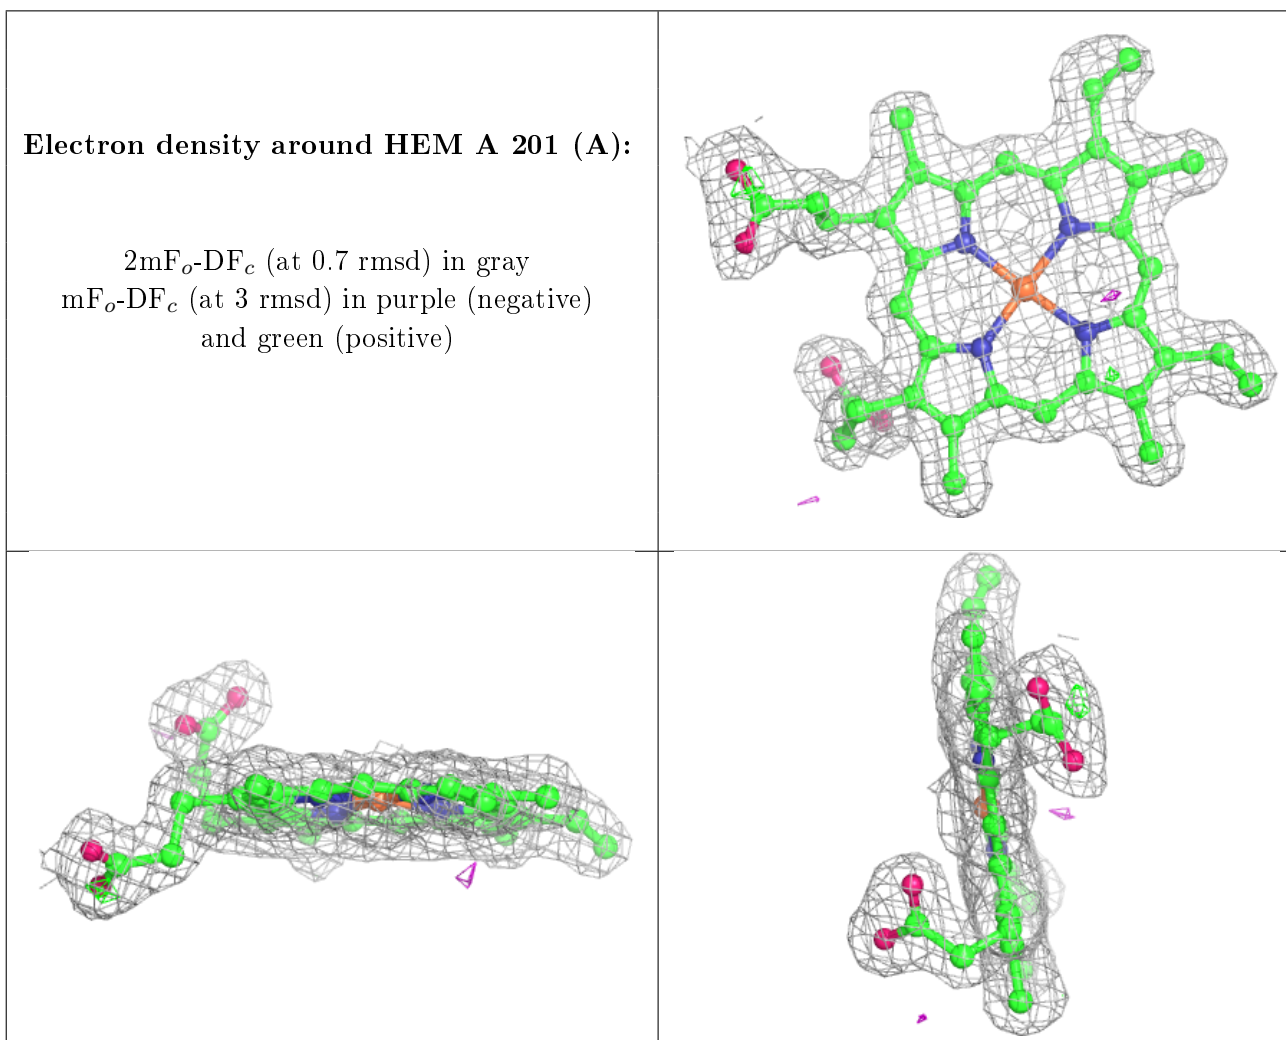 Electron density around HEM A 201 (A):
2mFₒ-DF𝑐 (at 0.7 rmsd) in gray
mFₒ-DF𝑐 (at 3 rmsd) in purple (negative)
and green (positive)